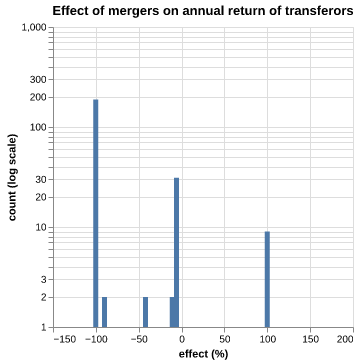 Effect of mergers on annual return of transferors
1,000
300
200
100
30
20
10
3
2
1
−150 −100 −50 0 50 100 150 200
count (log scale)
effect (%)